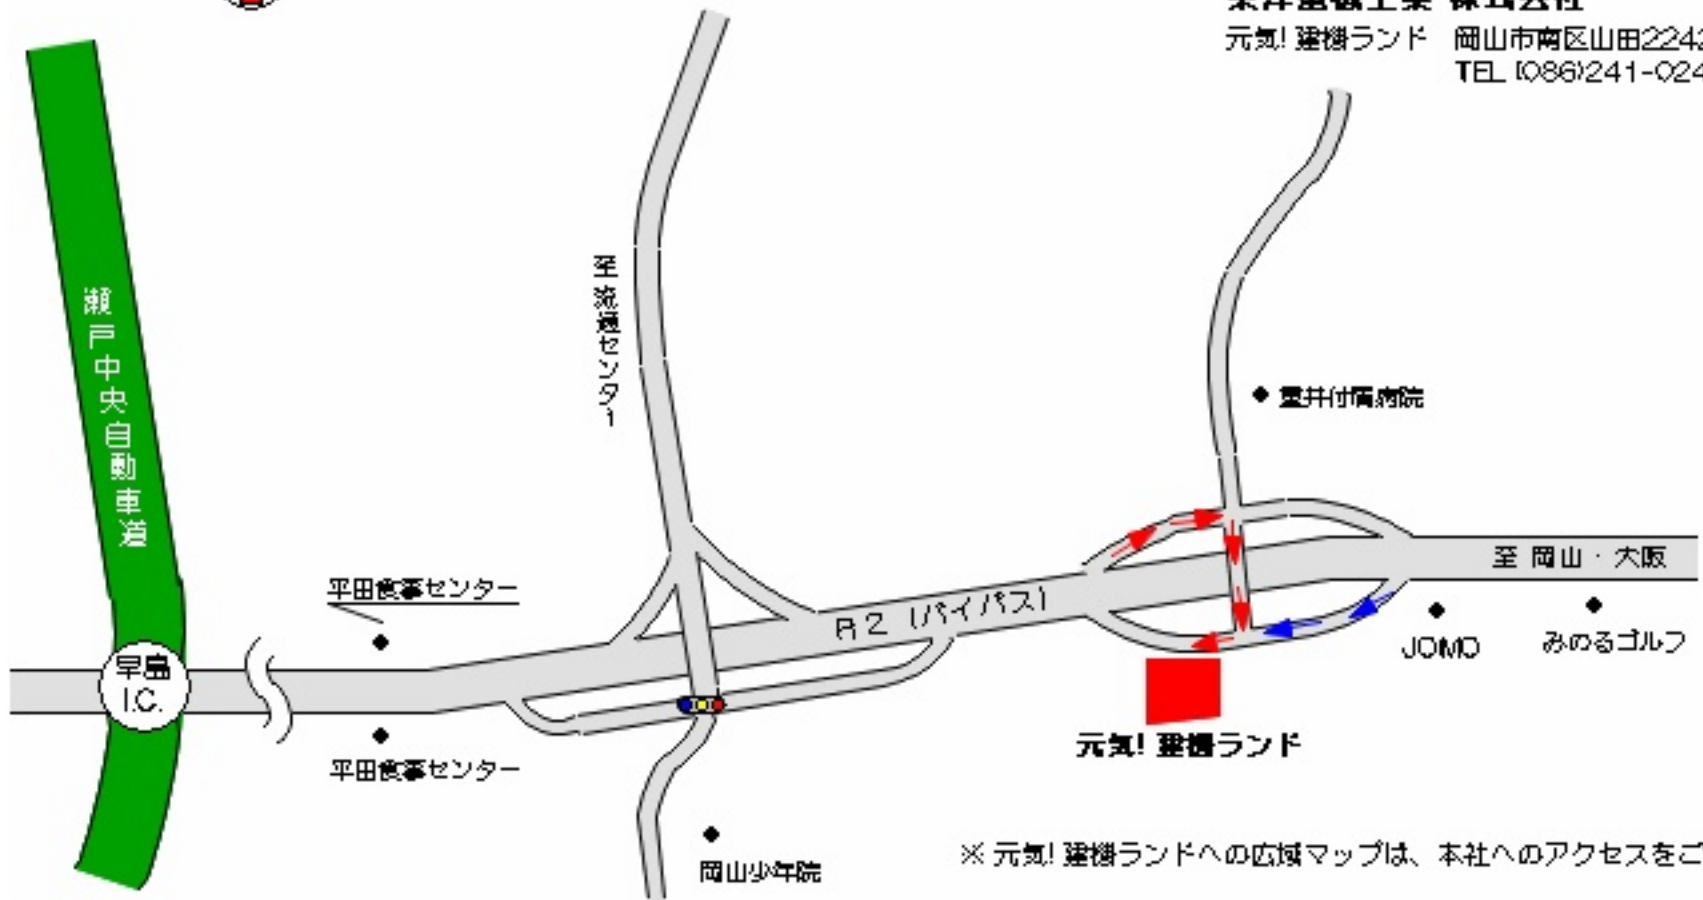 元気! 建機ランド 岡山市南区山田2242
TEL (086)241-024
瀬戸中央自動車道
至 流通センター
重井付属病院
至 岡山・大阪
平田食事センター
R2 (バイパス)
JOMO
みのるゴルフ
早島
I.C.
元気! 建機ランド
平田食事センター
岡山少年院
※ 元気! 建機ランドへの広域マップは、本社へのアクセスをご